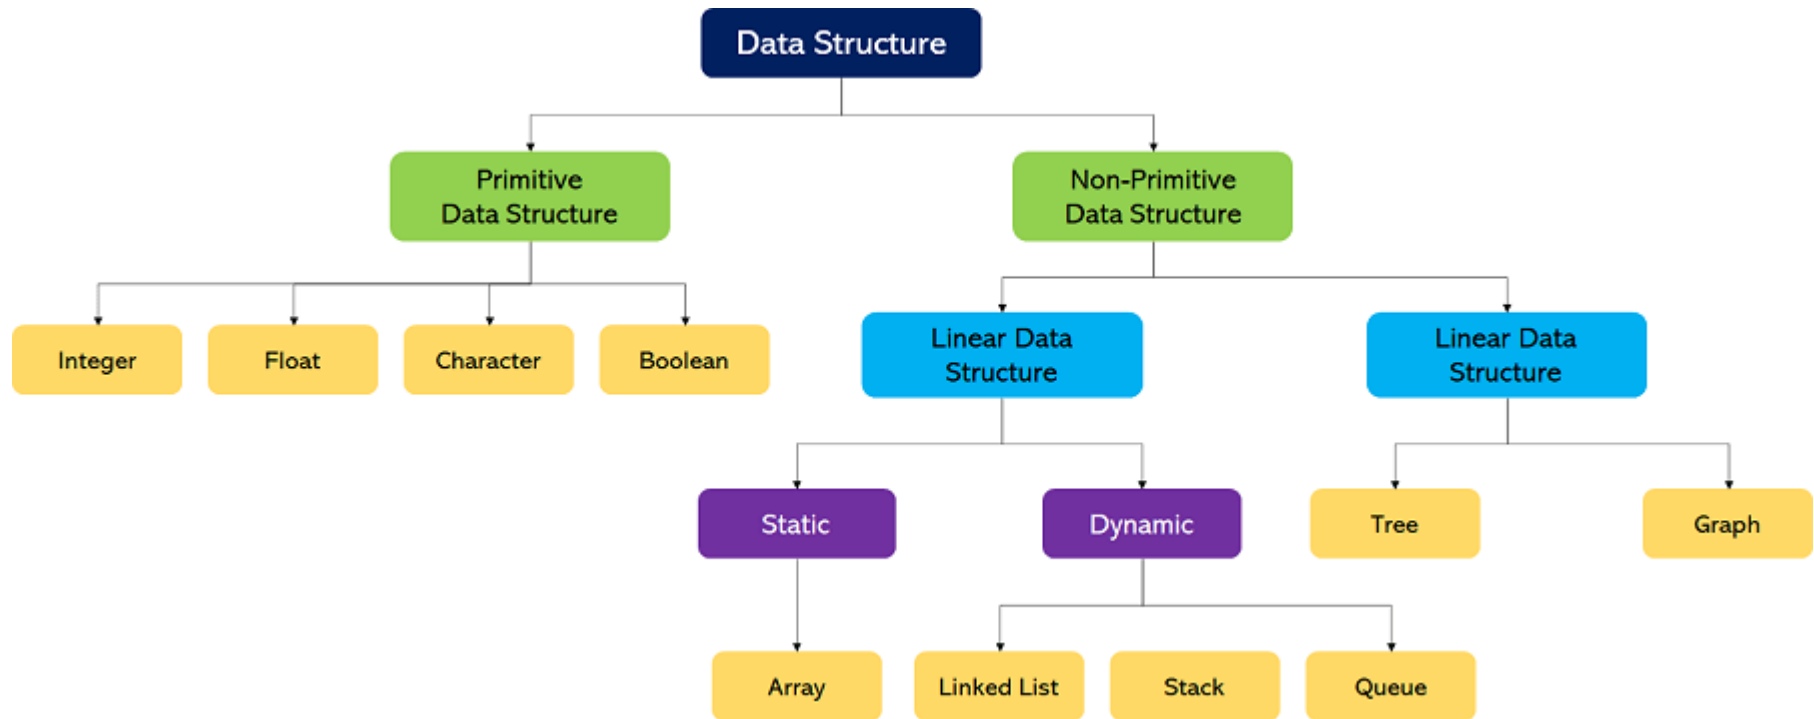 Data Structure
Primitive
Data Structure
Non-Primitive
Data Structure
Integer
Float
Character
Boolean
Linear Data
Structure
Linear Data
Structure
Static
Dynamic
Tree
Graph
Array
Linked List
Stack
Queue